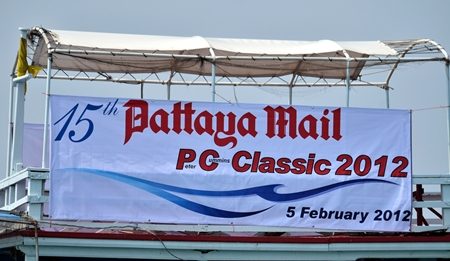 15th Pattaya Mail
Peter Cummins Classic 2012
5 February 2012